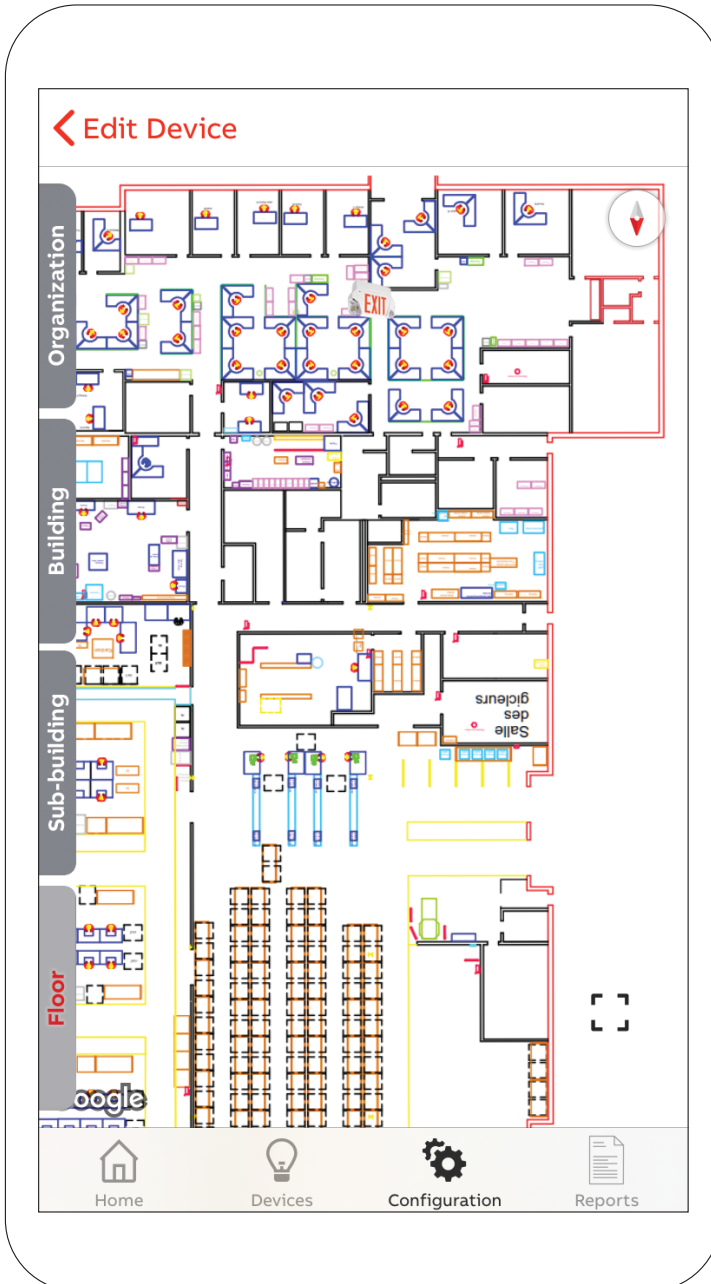 Edit Device
Organization
EXIT
Building
Sub-building
Salle
des
gicleurs
Floor
oogle
Home
Devices
Configuration
Reports